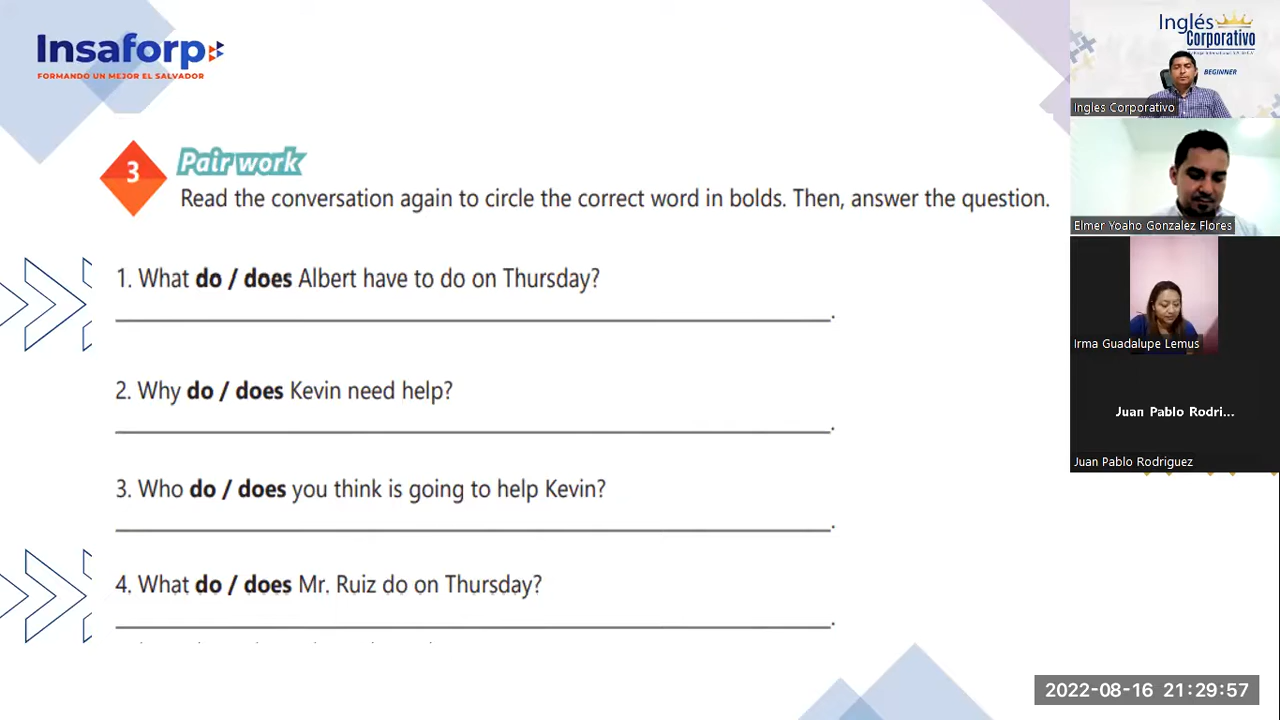 Insaforp
FORMANDO UN MEJOR EL SALVADOR
3
Pair work
Read the conversation again to circle the correct word in bolds. Then, answer the question.
1. What do / does Albert have to do on Thursday?
2. Why do / does Kevin need help?
3. Who do / does you think is going to help Kevin?
4. What do / does Mr. Ruiz do on Thursday?
Inglés
Corporativo
BEGINNER
Ingles Corporativo
Elmer Yoaho Gonzalez Flores
Irma Guadalupe Lemus
Juan Pablo Rodri...
Juan Pablo Rodriguez
2022-08-16 21:29:57